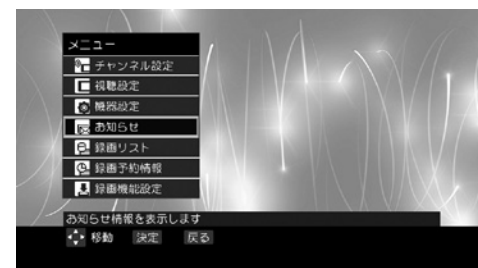 メニュー
チャンネル設定
視聴設定
機器設定
お知らせ
録画リスト
録画予約情報
録画機能設定
お知らせ情報を表示します
移動 決定 戻る